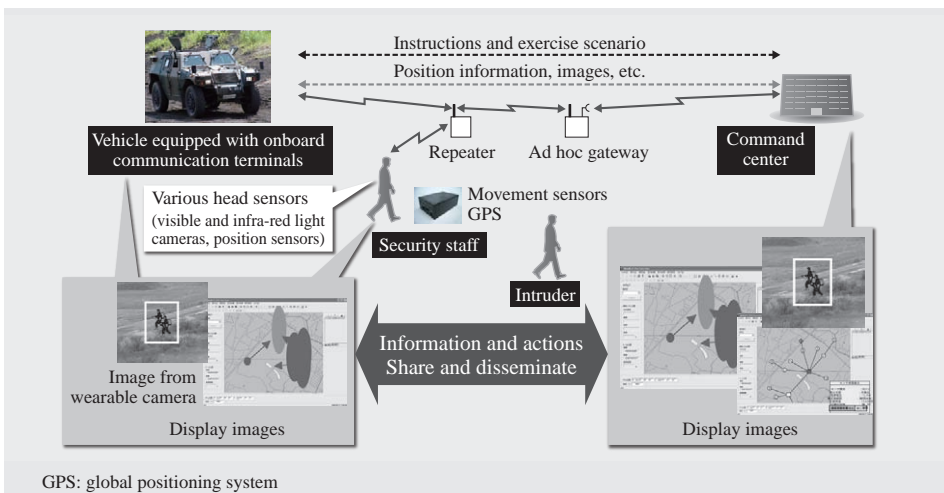 Instructions and exercise scenario
Position information, images, etc.
Vehicle equipped with onboard
communication terminals
Repeater
Ad hoc gateway
Command
center
Various head sensors
(visible and infra-red light
cameras, position sensors)
Movement sensors
GPS
Security staff
Intruder
Information and actions
Share and disseminate
Image from
wearable camera
Display images
Display images
GPS: global positioning system